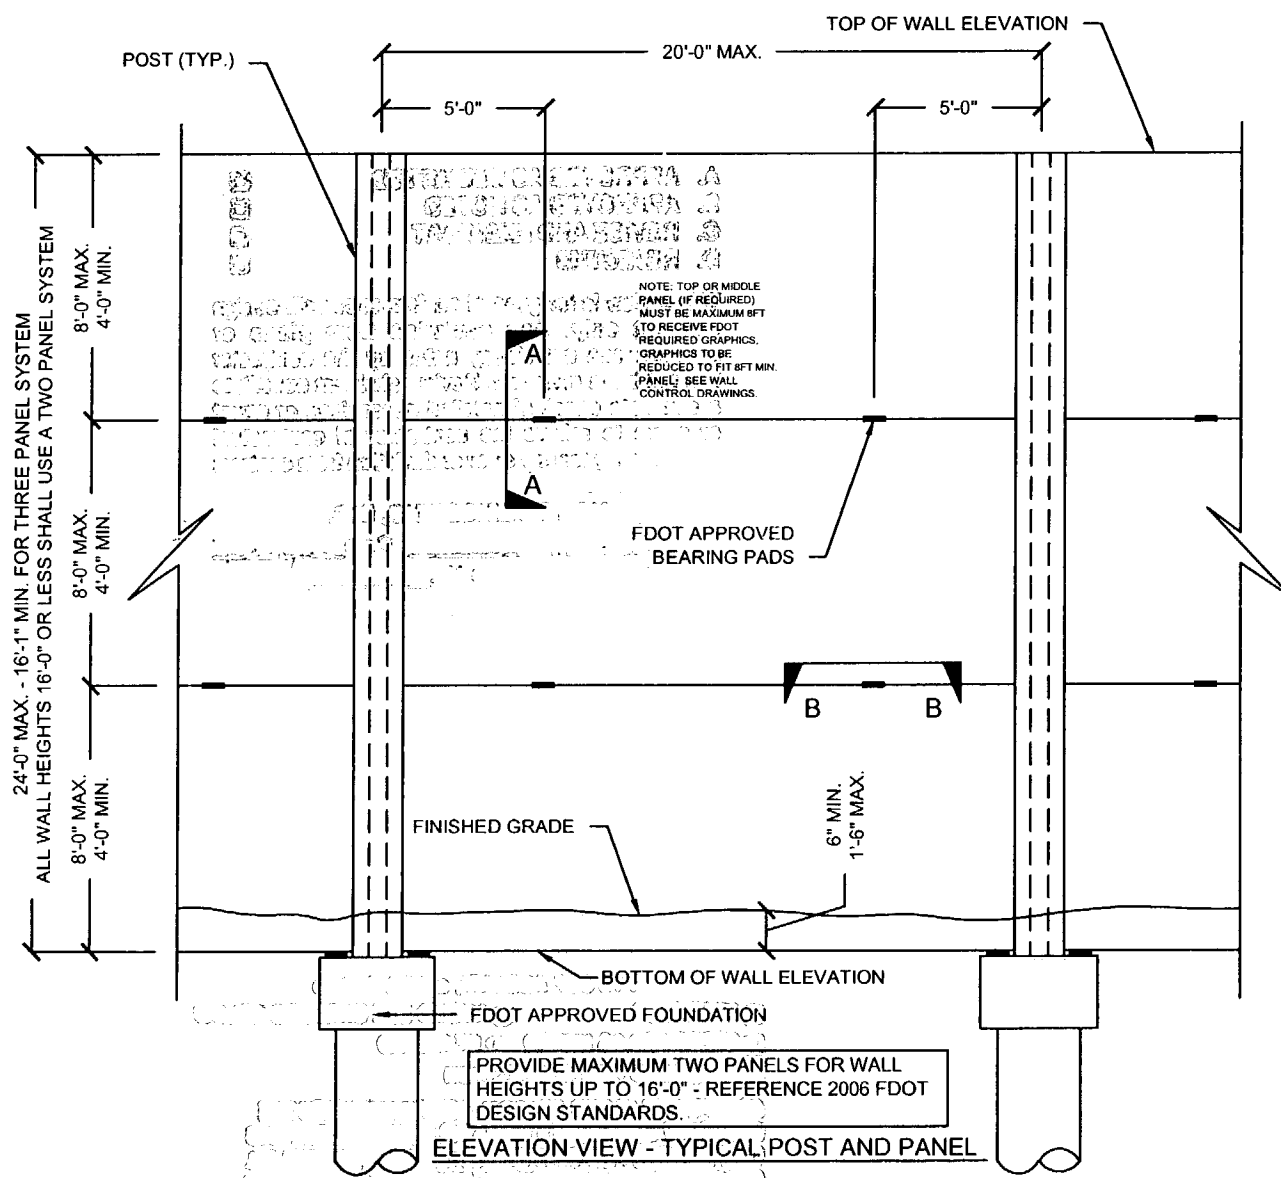 TOP OF WALL ELEVATION
20'-0" MAX.
POST (TYP.)
5'-0"
5'-0"
24'-0" MAX. - 16'-1" MIN. FOR THREE PANEL SYSTEM
ALL WALL HEIGHTS 16'-0" OR LESS SHALL USE A TWO PANEL SYSTEM
8'-0" MAX.
4'-0" MIN.
8'-0" MAX.
4'-0" MIN.
8'-0" MAX.
4'-0" MIN.
NOTE: TOP OR MIDDLE
PANEL (IF REQUIRED)
MUST BE MAXIMUM 8FT
TO RECEIVE FDOT
REQUIRED GRAPHICS.
GRAPHICS TO BE
REDUCED TO FIT 8FT MIN.
PANEL; SEE WALL
CONTROL DRAWINGS.
A
A
FDOT APPROVED
BEARING PADS
B B
FINISHED GRADE
6" MIN.
1'-6" MAX.
BOTTOM OF WALL ELEVATION
FDOT APPROVED FOUNDATION
PROVIDE MAXIMUM TWO PANELS FOR WALL
HEIGHTS UP TO 16'-0" - REFERENCE 2006 FDOT
DESIGN STANDARDS.
ELEVATION VIEW - TYPICAL POST AND PANEL